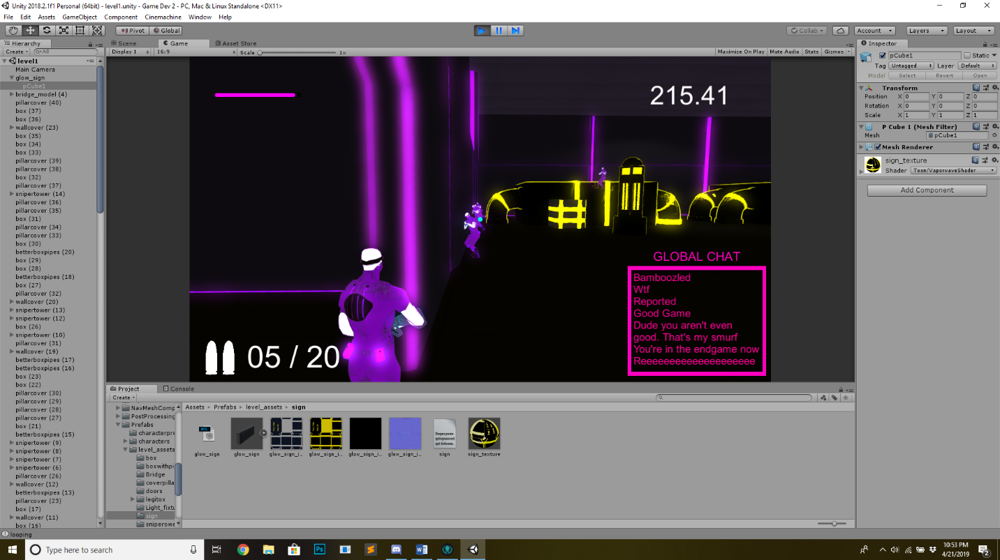 Unity 2018.2.1f1 Personal (64bit) - level1.unity - Game Dev 2 - PC, Mac & Linux Standalone <DX11>
File Edit Assets GameObject Component Cinemachine Window Help
Pivot Global Collab Account Layers Layout
Hierarchy
Create All
level1
Main Camera
glow_sign
pCube1
bridge_model (4)
pillarcover (40)
box (37)
box (36)
wallcover (23)
box (35)
box (34)
box (33)
pillarcover (39)
pillarcover (38)
box (32)
pillarcover (37)
snipertower (14)
pillarcover (36)
pillarcover (35)
box (31)
pillarcover (34)
pillarcover (33)
box (30)
betterboxpipes (20)
box (29)
box (28)
betterboxpipes (18)
box (27)
pillarcover (32)
wallcover (20)
snipertower (13)
snipertower (12)
box (26)
snipertower (10)
pillarcover (31)
wallcover (19)
betterboxpipes (17)
betterboxpipes (16)
box (23)
box (22)
pillarcover (30)
pillarcover (29)
pillarcover (28)
pillarcover (27)
box (21)
betterboxpipes (15)
snipertower (9)
snipertower (8)
snipertower (7)
snipertower (6)
pillarcover (26)
wallcover (12)
betterboxpipes (13)
pillarcover (23)
box (17)
wallcover (11)
box (16)
Scene Game Asset Store
Display 1 16:9 Scale 1x Maximize On Play Mute Audio Stats Gizmos
215.41
GLOBAL CHAT
Bamboozled
Wtf
Reported
Good Game
Dude you aren't even
good. That's my smurf
You're in the endgame now
Reeeeeeeeeeeeeeeeeeee
05 / 20
Inspector
pCube1 Static
Tag Untagged Layer Default
Model Select Revert Open
Transform
Position X 0 Y 0 Z 0
Rotation X 0 Y 0 Z 0
Scale X 1 Y 1 Z 1
P Cube 1 (Mesh Filter)
Mesh pCube1
Mesh Renderer
sign_texture
Shader Toon/VaporwaveShader
Add Component
Project Console
Create
NavMeshComp
PostProcessing
Prefabs
characterpre
characters
level_assets
box
boxwithpi
Bridge
coverpilla
doors
legitox
Light_fixtu
sign
sniperowe
Assets Prefabs level_assets sign
glow_sign glow_sign glow_sign_i... glow_sign_i... glow_sign_i... glow_sign_i... sign sign_texture
looping
Type here to search
10:53 PM
4/21/2019
2